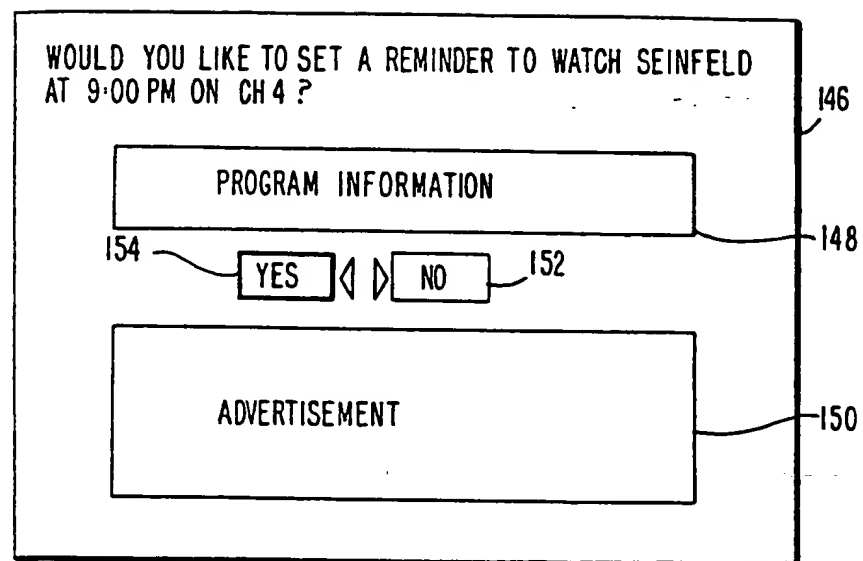 WOULD YOU LIKE TO SET A REMINDER TO WATCH SEINFELD
AT 9:00 PM ON CH 4 ?
146
PROGRAM INFORMATION
148
154
YES
NO
152
ADVERTISEMENT
150